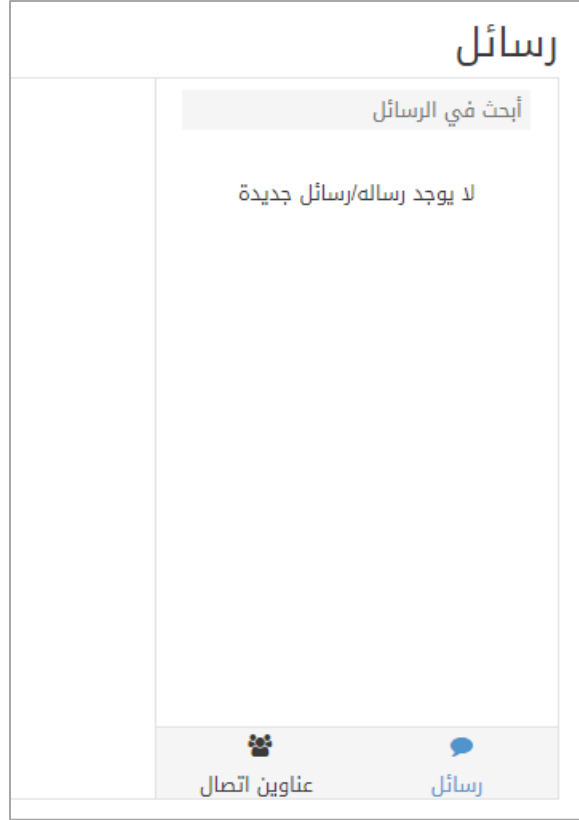 رسائل
أبحث في الرسائل
لا يوجد رساله/رسائل جديدة
رسائل
عناوين اتصال